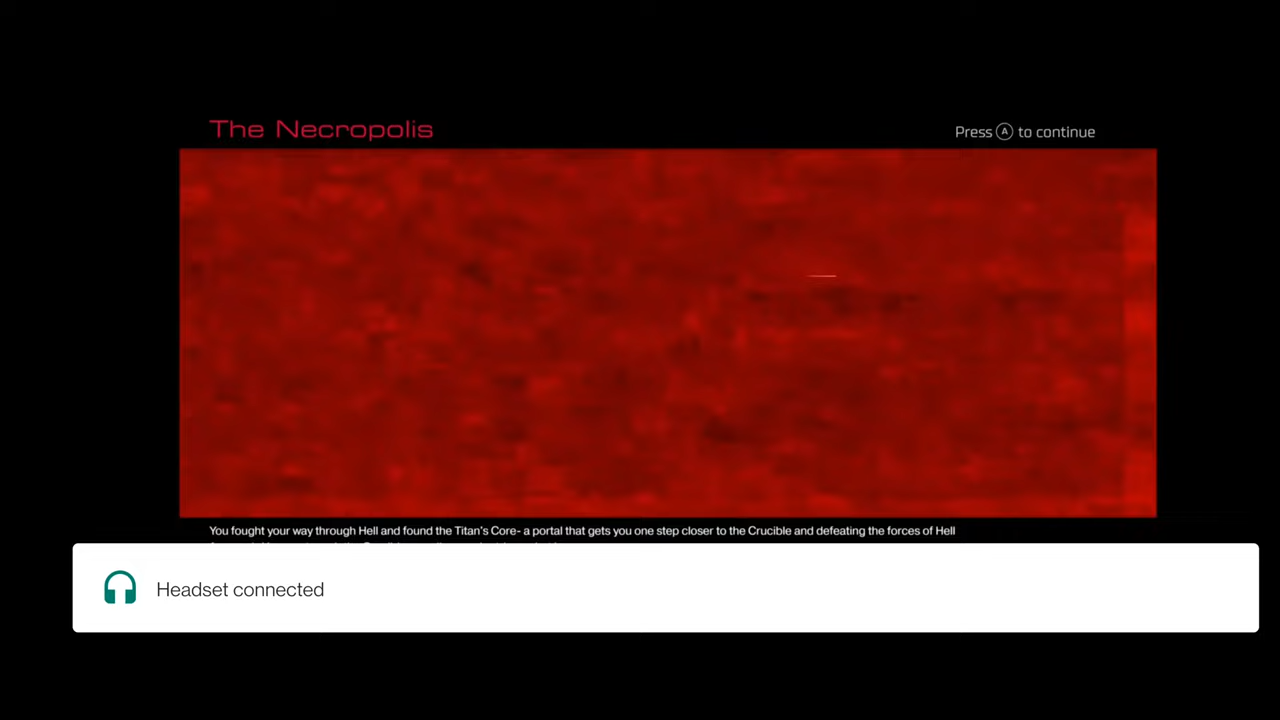 The Necropolis
Press A to continue
You fought your way through Hell and found the Titan's Core- a portal that gets you one step closer to the Crucible and defeating the forces of Hell
Headset connected